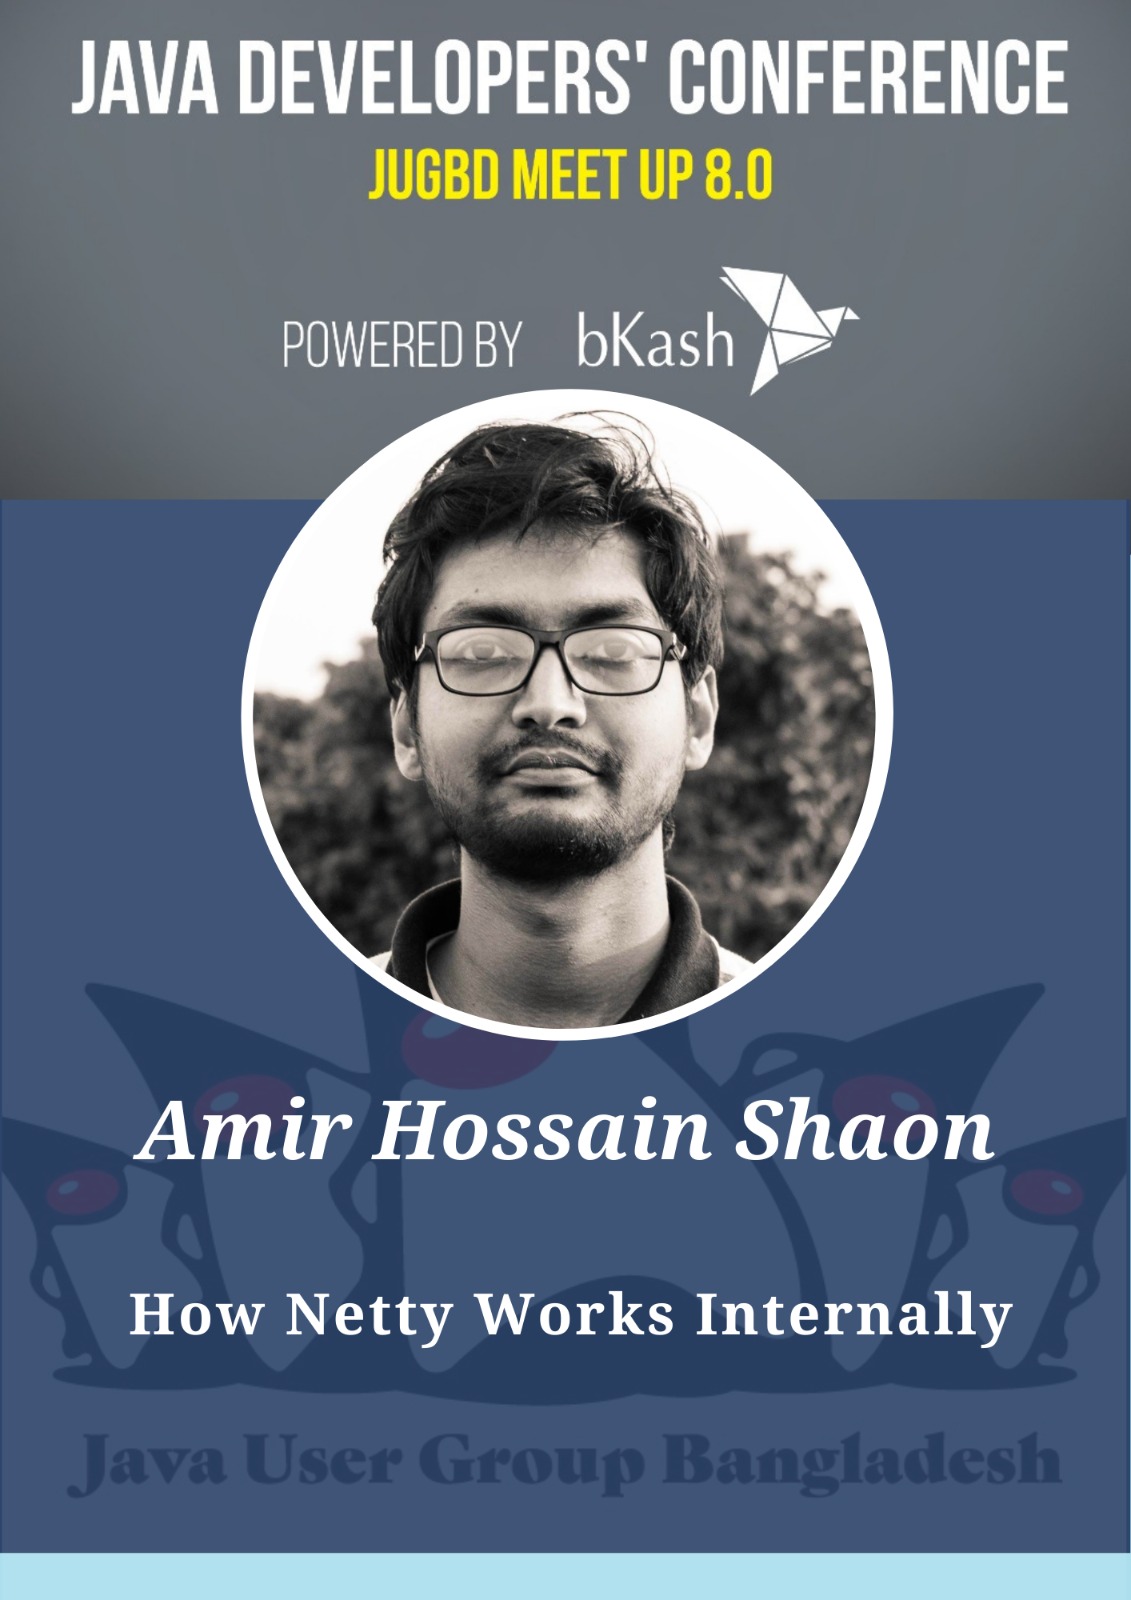 JAVA DEVELOPERS' CONFERENCE
JUGBD MEET UP 8.0
POWERED BY bKash
Amir Hossain Shaon
How Netty Works Internally
Java User Group Bangladesh